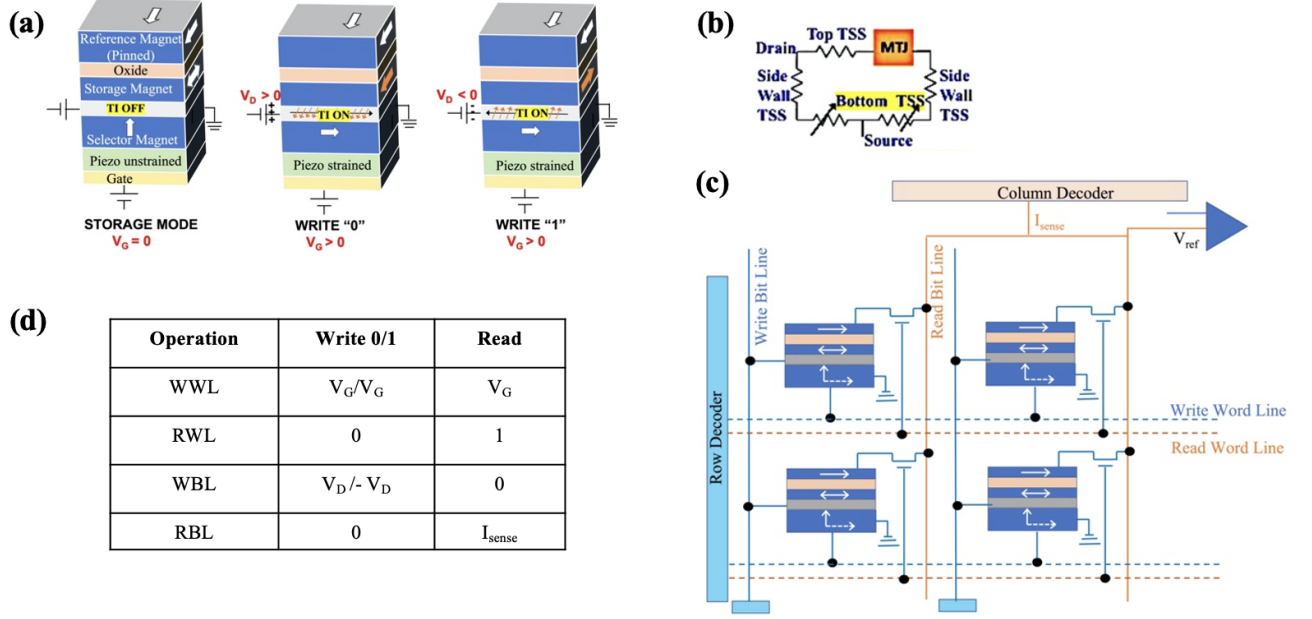 (a)
Reference Magnet
(Pinned)
Oxide
Storage Magnet
TI OFF
Selector Magnet
Piezo unstrained
Gate
STORAGE MODE
V_G = 0
V_D > 0
TI ON
Piezo strained
WRITE “0”
V_G > 0
V_D < 0
TI ON
Piezo strained
WRITE “1”
V_G > 0
(b)
Top TSS
MTJ
Drain
Side
Wall
TSS
Side
Wall
TSS
Bottom TSS
Source
(c)
Column Decoder
I_sense
V_ref
Write Bit Line
Read Bit Line
Row Decoder
Write Word Line
Read Word Line
(d)
Operation Write 0/1 Read
WWL V_G/V_G V_G
RWL 0 1
WBL V_D /- V_D 0
RBL 0 I_sense